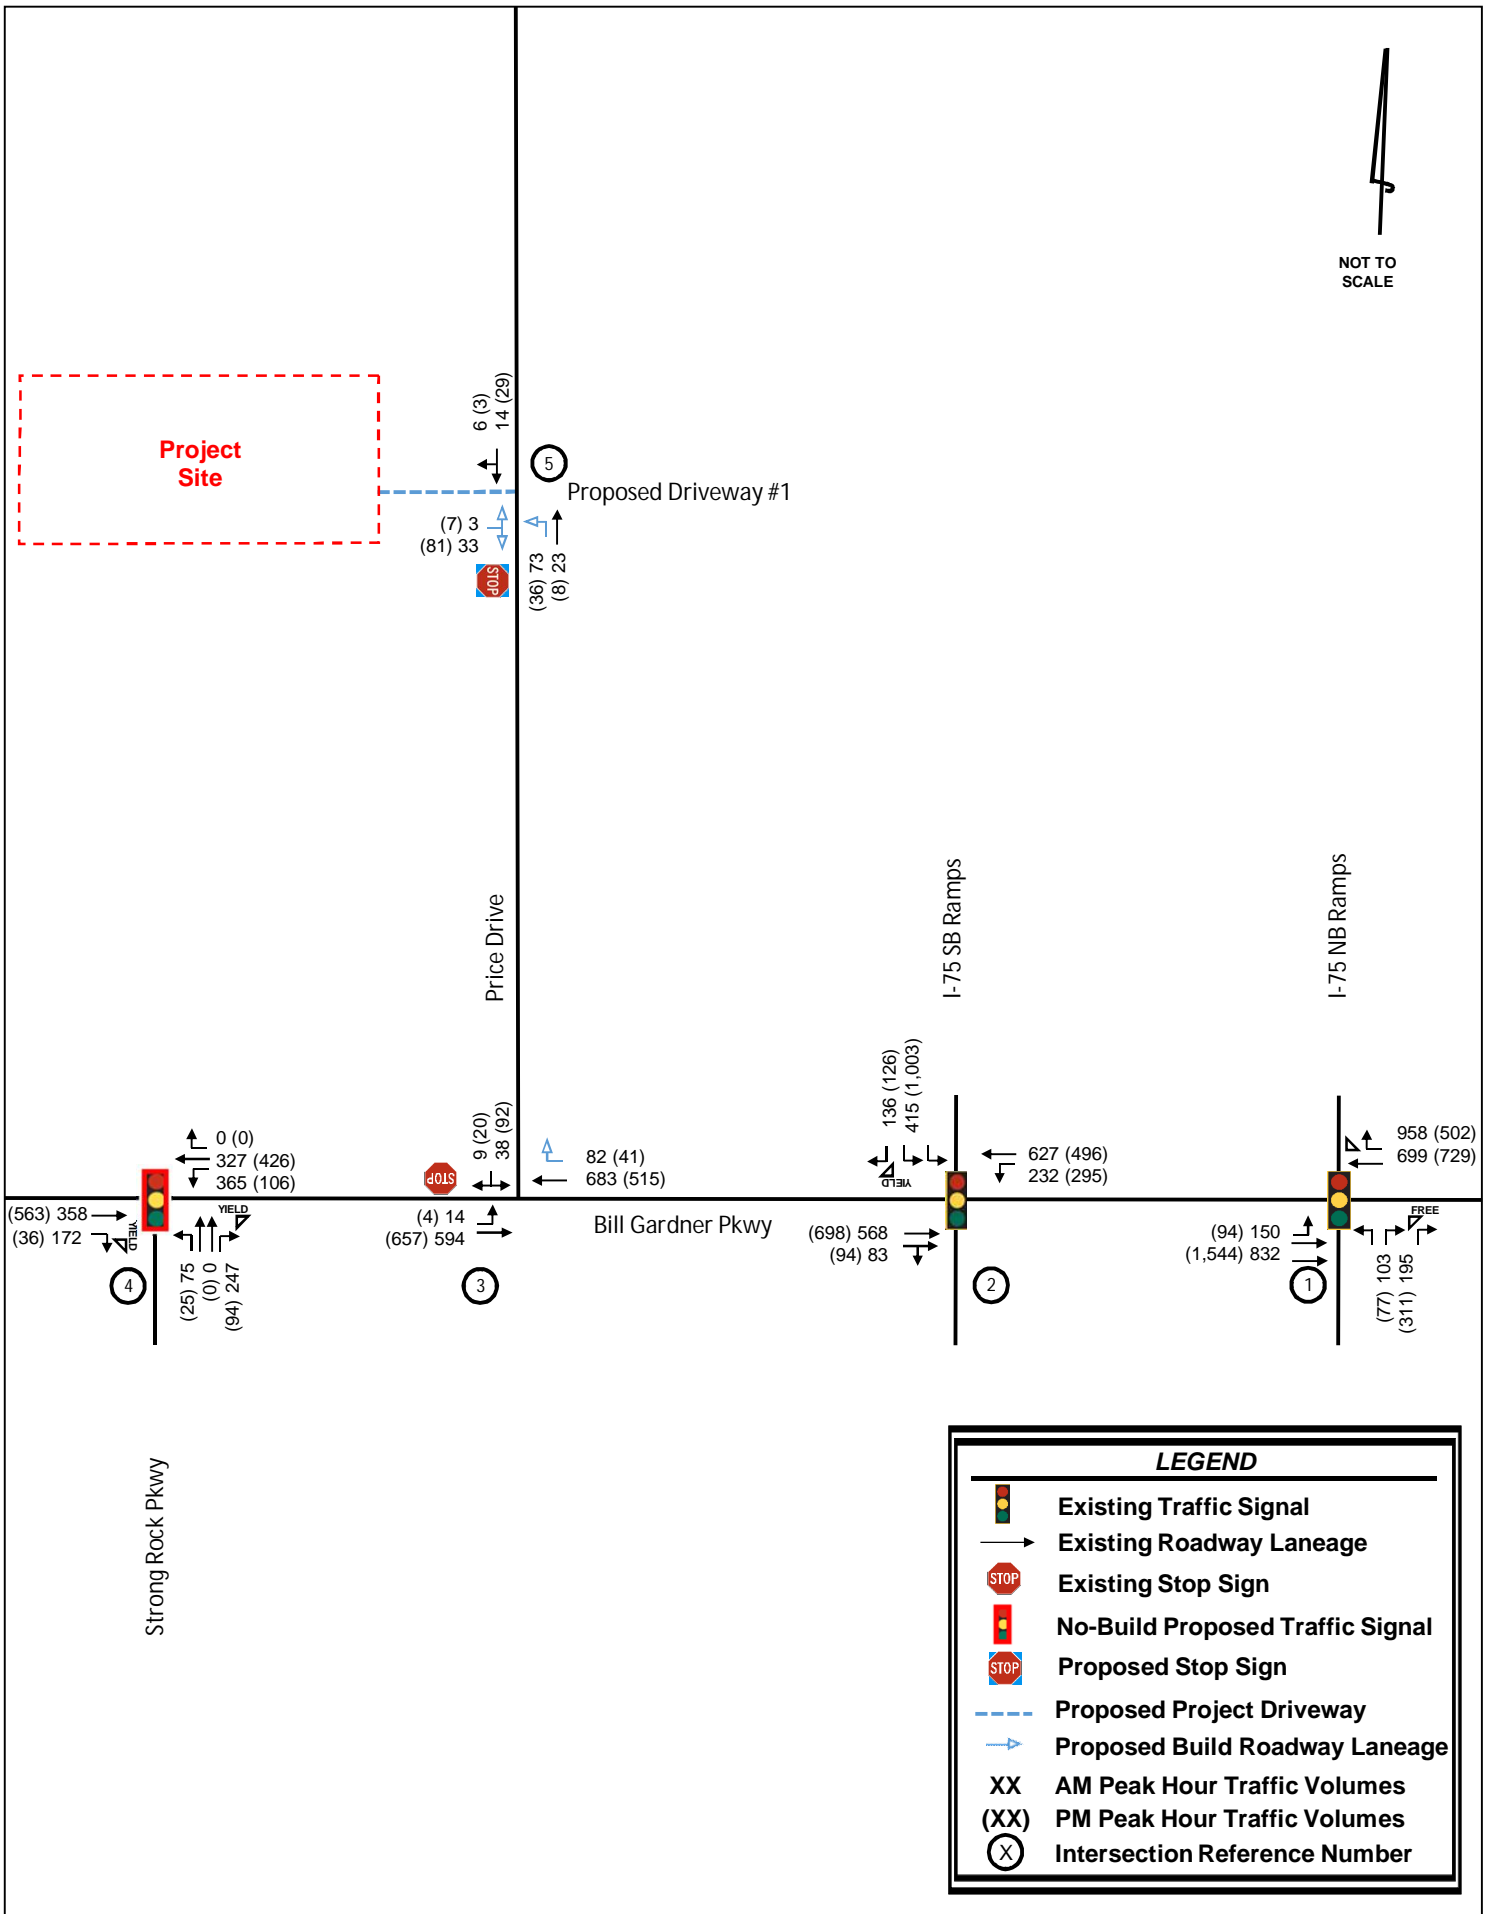 NOT TO
SCALE
Project
Site
6 (3)
14 (29)
5
Proposed Driveway #1
(7) 3
(81) 33
STOP
(36) 73
(8) 23
Price Drive
I-75 SB Ramps
I-75 NB Ramps
0 (0)
327 (426)
365 (106)
(563) 358
(36) 172
YIELD
YIELD
(25) 75
(0) 0
(94) 247
4
Strong Rock Pkwy
9 (20)
38 (92)
STOP
82 (41)
683 (515)
(4) 14
(657) 594
3
Bill Gardner Pkwy
136 (126)
415 (1,003)
YIELD
627 (496)
232 (295)
(698) 568
(94) 83
2
958 (502)
699 (729)
(94) 150
(1,544) 832
1
FREE
(77) 103
(311) 195
LEGEND
Existing Traffic Signal
Existing Roadway Laneage
STOP Existing Stop Sign
No-Build Proposed Traffic Signal
STOP Proposed Stop Sign
Proposed Project Driveway
Proposed Build Roadway Laneage
XX AM Peak Hour Traffic Volumes
(XX) PM Peak Hour Traffic Volumes
X Intersection Reference Number